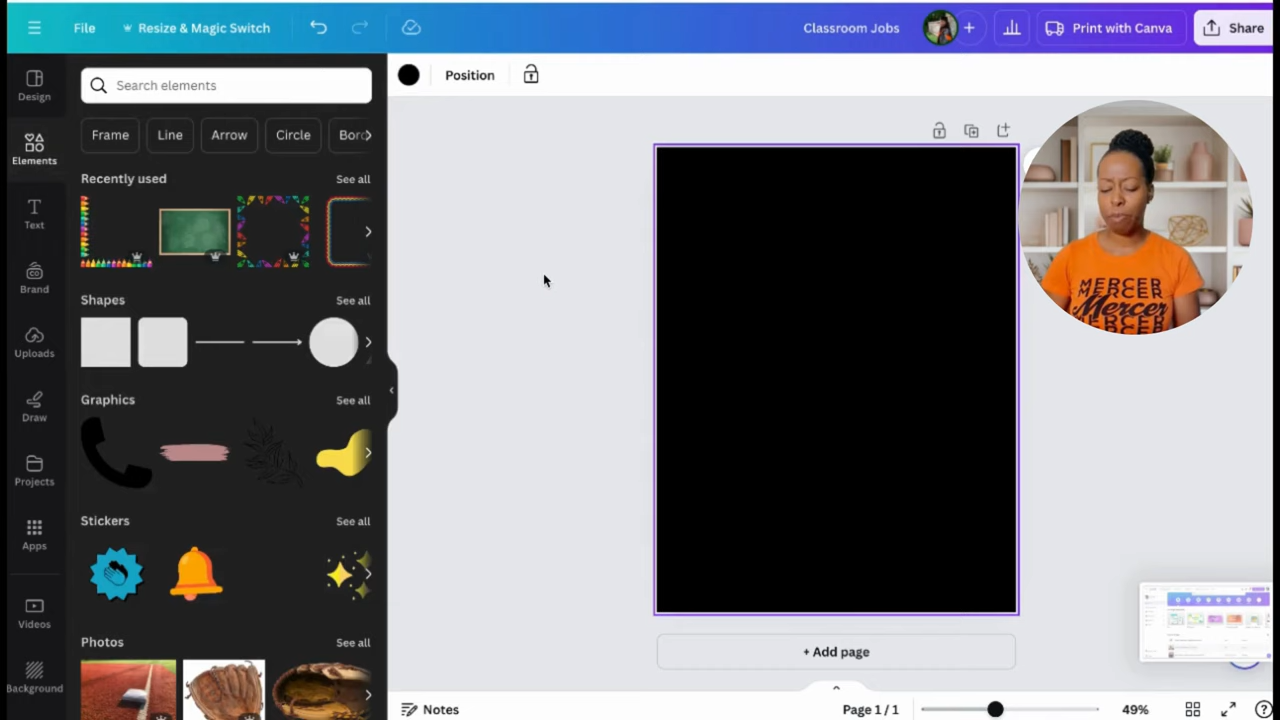 File
Resize & Magic Switch
Classroom Jobs
Print with Canva
Share
Design
Elements
Text
Brand
Uploads
Draw
Projects
Apps
Videos
Background
Search elements
Frame
Line
Arrow
Circle
Bor
Recently used
See all
Shapes
See all
Graphics
See all
Stickers
See all
Photos
See all
Position
+ Add page
Notes
Page 1 / 1
49%
MERCER
MERCER
Mercer
MERCER